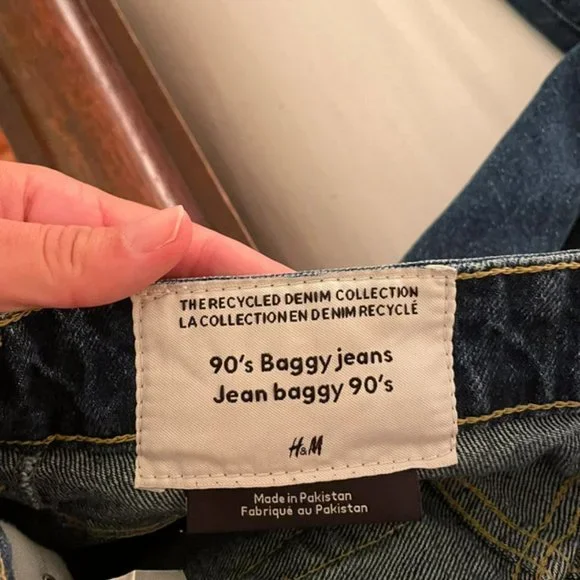 THE RECYCLED DENIM COLLECTION
LA COLLECTION EN DENIM RECYCLÉ
90's Baggy jeans
Jean baggy 90's
H&M
Made in Pakistan
Fabriqué au Pakistan